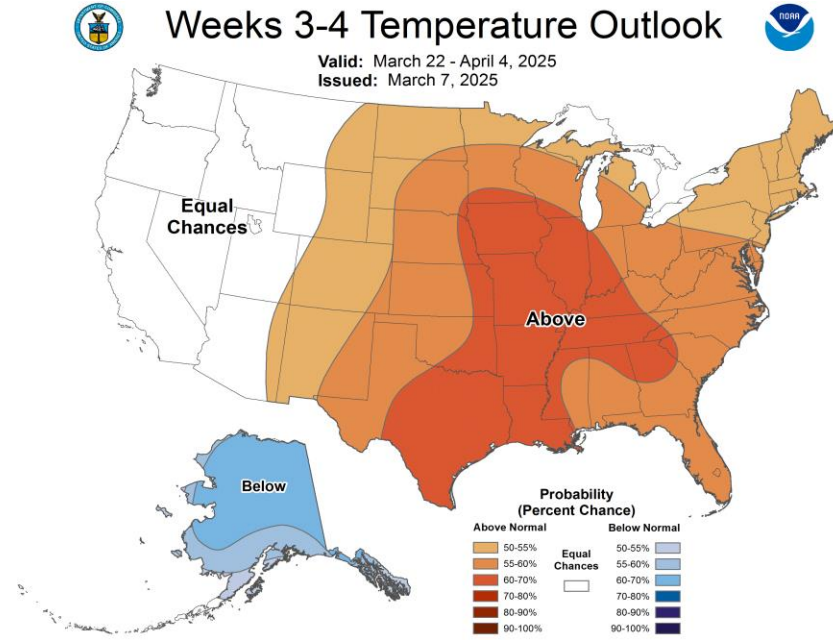 Weeks 3-4 Temperature Outlook
Valid: March 22 - April 4, 2025
Issued: March 7, 2025
NOAA
Equal
Chances
Above
Below
Probability
(Percent Chance)
Above Normal
Below Normal
50-55%
55-60%
60-70%
70-80%
80-90%
90-100%
Equal
Chances
50-55%
55-60%
60-70%
70-80%
80-90%
90-100%